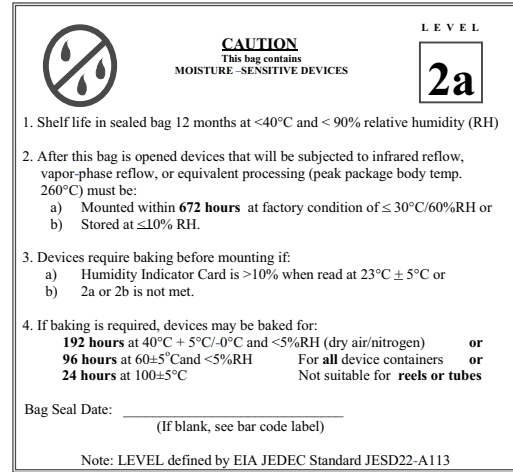 L E V E L
CAUTION
This bag contains
MOISTURE –SENSITIVE DEVICES
2a
1. Shelf life in sealed bag 12 months at <40°C and < 90% relative humidity (RH)
2. After this bag is opened devices that will be subjected to infrared reflow,
vapor-phase reflow, or equivalent processing (peak package body temp.
260°C) must be:
a) Mounted within 672 hours at factory condition of ≤ 30°C/60%RH or
b) Stored at ≤10% RH.
3. Devices require baking before mounting if:
a) Humidity Indicator Card is >10% when read at 23°C ± 5°C or
b) 2a or 2b is not met.
4. If baking is required, devices may be baked for:
192 hours at 40°C + 5°C/-0°C and <5%RH (dry air/nitrogen) or
96 hours at 60±5°Cand <5%RH For all device containers or
24 hours at 100±5°C Not suitable for reels or tubes
Bag Seal Date: ______________________________
(If blank, see bar code label)
Note: LEVEL defined by EIA JEDEC Standard JESD22-A113